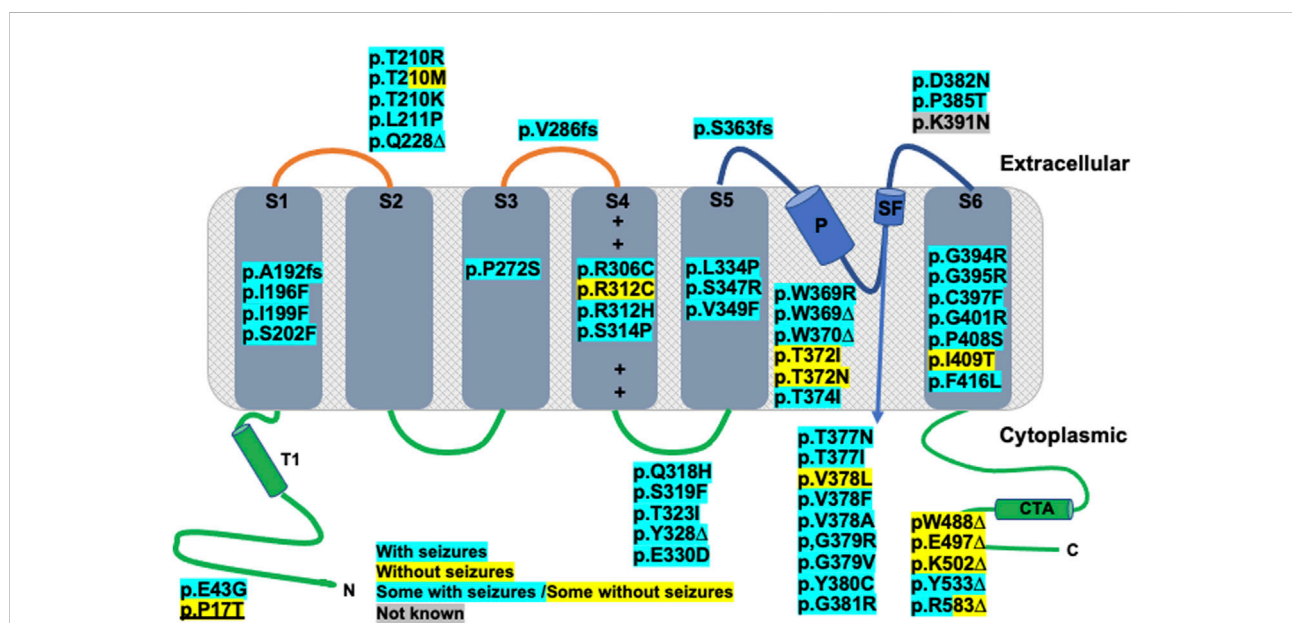 p.T210R
p.T210M
p.T210K
p.L211P
p.Q228Δ
p.V286fs
p.S363fs
p.D382N
p.P385T
p.K391N
Extracellular
S1
S2
S3
S4
S5
P
SF
S6
+
+
p.A192fs
p.I196F
p.I199F
p.S202F
p.P272S
p.R306C
p.R312C
p.R312H
p.S314P
+
+
p.L334P
p.S347R
p.V349F
p.W369R
p.W369Δ
p.W370Δ
p.T372I
p.T372N
p.T374I
p.G394R
p.G395R
p.C397F
p.G401R
p.P408S
p.I409T
p.F416L
Cytoplasmic
T1
p.Q318H
p.S319F
p.T323I
p.Y328Δ
p.E330D
p.T377N
p.T377I
p.V378L
p.V378F
p.V378A
p,G379R
p.G379V
p.Y380C
p.G381R
CTA
C
pW488Δ
p.E497Δ
p.K502Δ
p.Y533Δ
p.R583Δ
N
p.E43G
p.P17T
With seizures
Without seizures
Some with seizures /Some without seizures
Not known